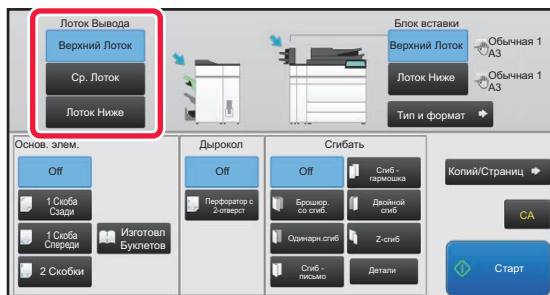 Лоток Вывода
Верхний Лоток
Ср. Лоток
Лоток Ниже
Блок вставки
Верхний Лоток
Обычная 1
A3
Лоток Ниже
Обычная 1
A3
Тип и формат
Основ. элем.
Off
1 Скоба
Сзади
1 Скоба
Спереди
Изготовл
Буклетов
2 Скобки
Дырокол
Off
Перфоратор с
2-отверст
Сгибать
Off
Сгиб -
гармошка
Брошюр.
со сгиб.
Двойной
сгиб
Одинарн.сгиб
Z-сгиб
Сгиб -
письмо
Детали
Копий/Страниц
CA
Старт